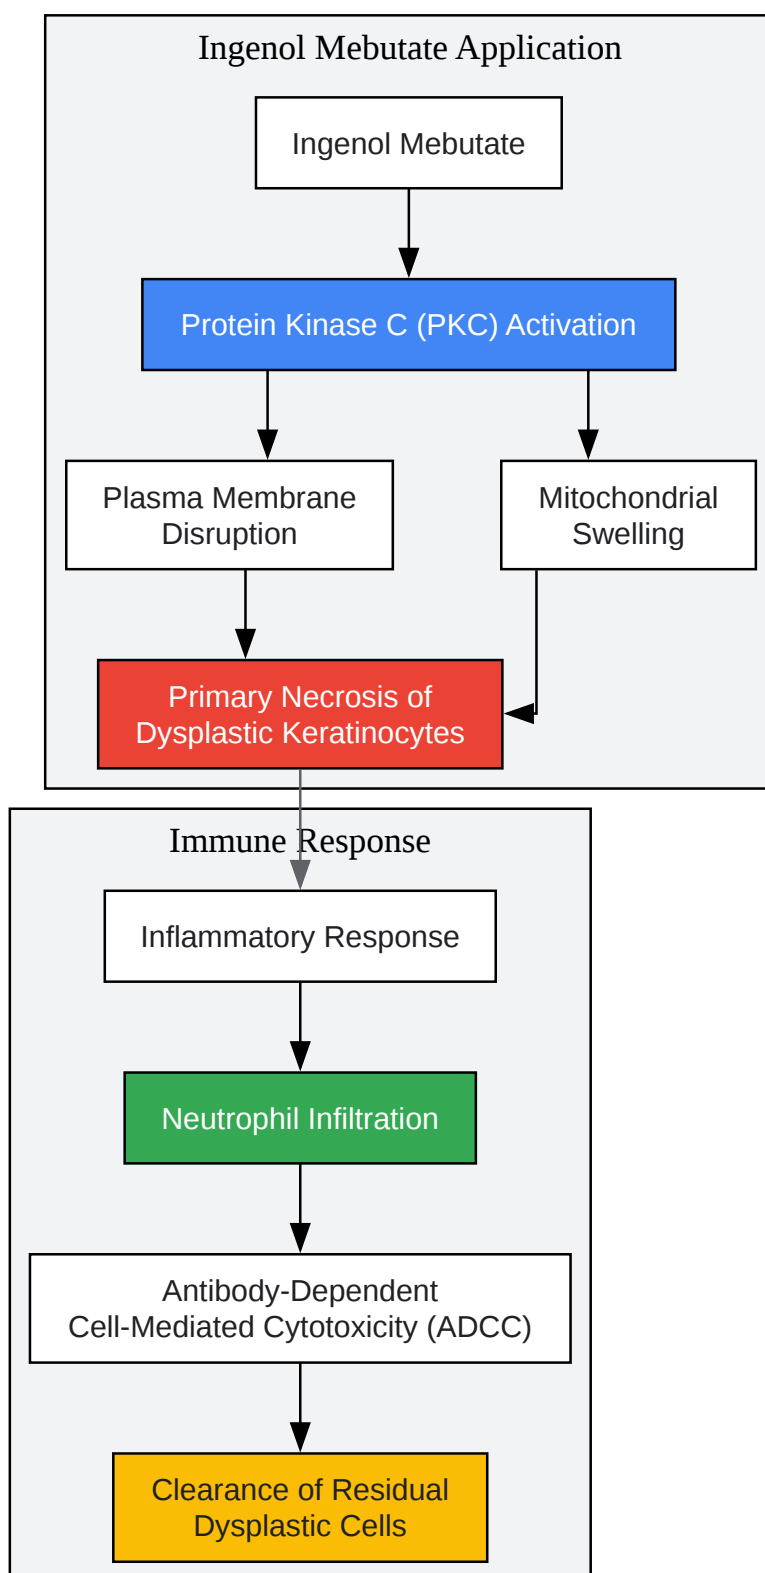 Ingenol Mebutate Application
Ingenol Mebutate
Protein Kinase C (PKC) Activation
Plasma Membrane
Disruption
Mitochondrial
Swelling
Primary Necrosis of
Dysplastic Keratinocytes
Immune Response
Inflammatory Response
Neutrophil Infiltration
Antibody-Dependent
Cell-Mediated Cytotoxicity (ADCC)
Clearance of Residual
Dysplastic Cells